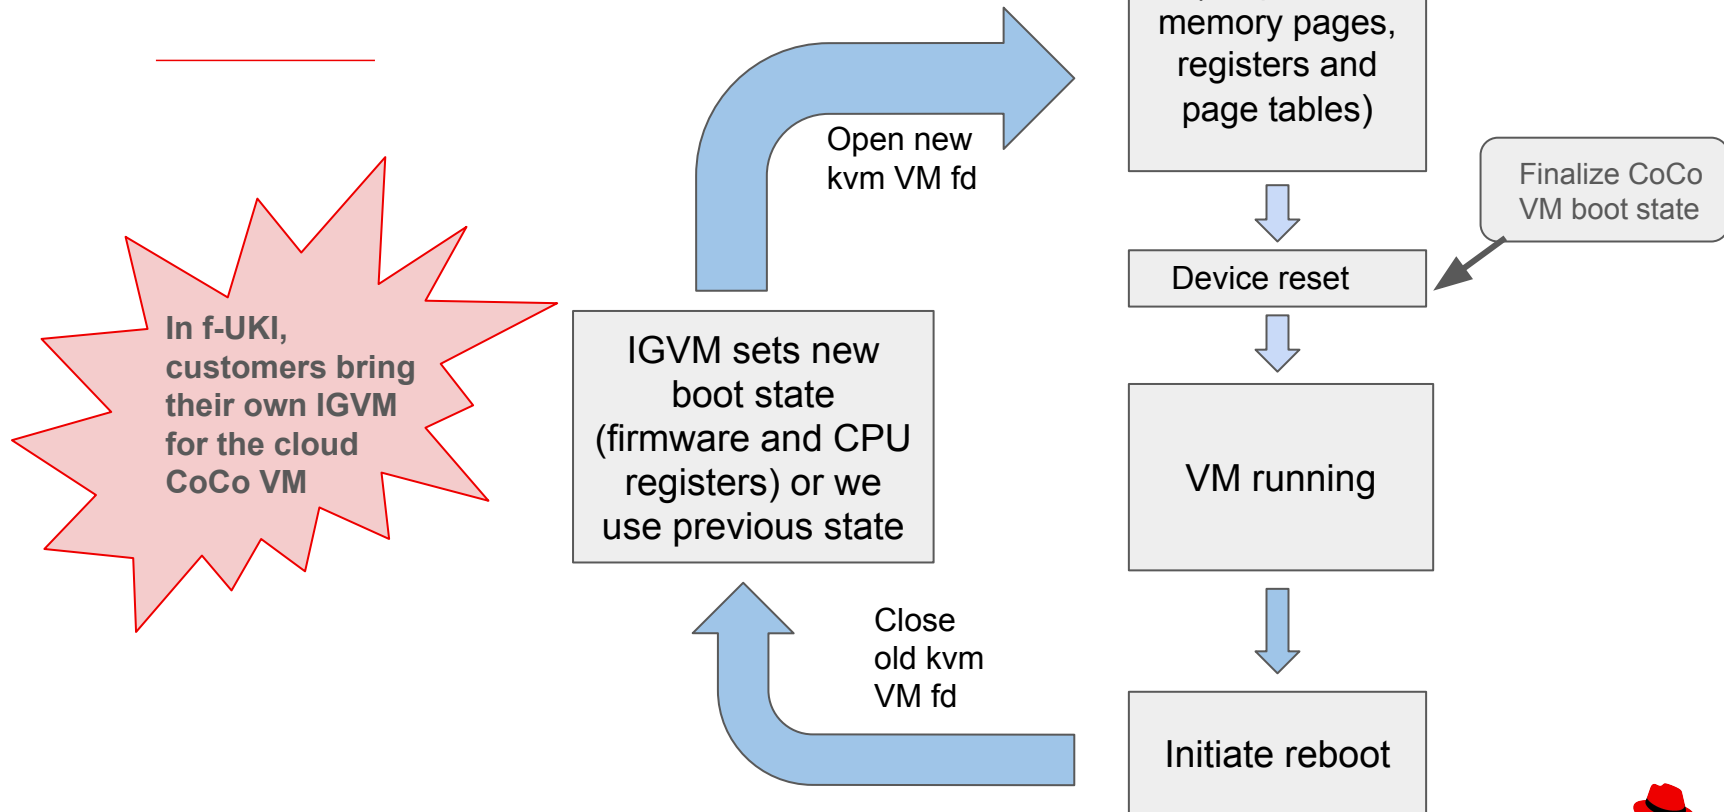 memory pages,
registers and
page tables)
Open new
kvm VM fd
Finalize CoCo
VM boot state
Device reset
In f-UKI,
customers bring
their own IGVM
for the cloud
CoCo VM
IGVM sets new
boot state
(firmware and CPU
registers) or we
use previous state
VM running
Close
old kvm
VM fd
Initiate reboot